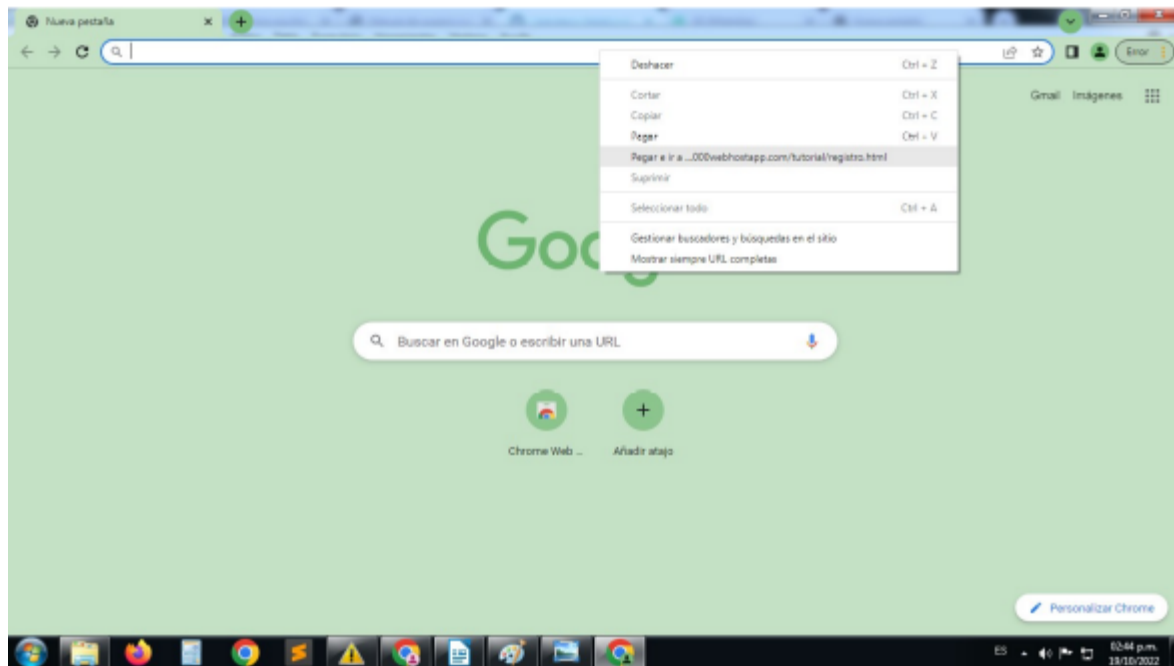 Nueva pestaña
Error
Deshacer Ctrl + Z
Cortar Ctrl + X
Copiar Ctrl + C
Pegar Ctrl + V
Pegar e ir a ...000webhostapp.com/tutorial/registro.html
Suprimir
Seleccionar todo Ctrl + A
Gestionar buscadores y búsquedas en el sitio
Mostrar siempre URL completas
Gmail Imágenes
Goo
Buscar en Google o escribir una URL
Chrome Web ... Añadir atajo
Personalizar Chrome
ES 02:44 p.m.
19/10/2022